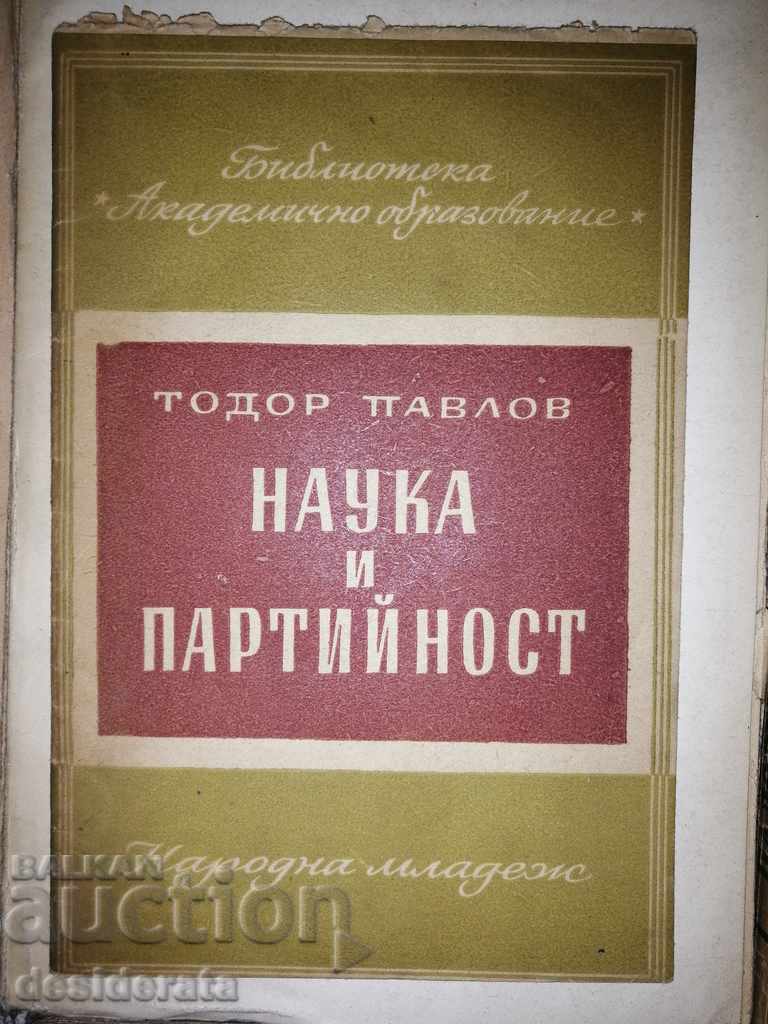 Библиотека
* Академично образование *
ТОДОР ПАВЛОВ
НАУКА
И
ПАРТИЙНОСТ
Народна младеж
BALKAN
auction
desiderata